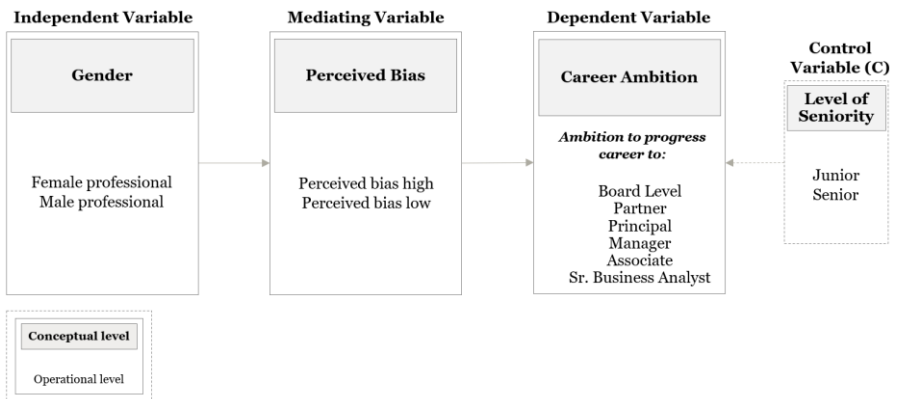 Independent Variable
Gender
Female professional
Male professional
Mediating Variable
Perceived Bias
Perceived bias high
Perceived bias low
Dependent Variable
Career Ambition
Ambition to progress
career to:
Board Level
Partner
Principal
Manager
Associate
Sr. Business Analyst
Control
Variable (C)
Level of
Seniority
Junior
Senior
Conceptual level
Operational level